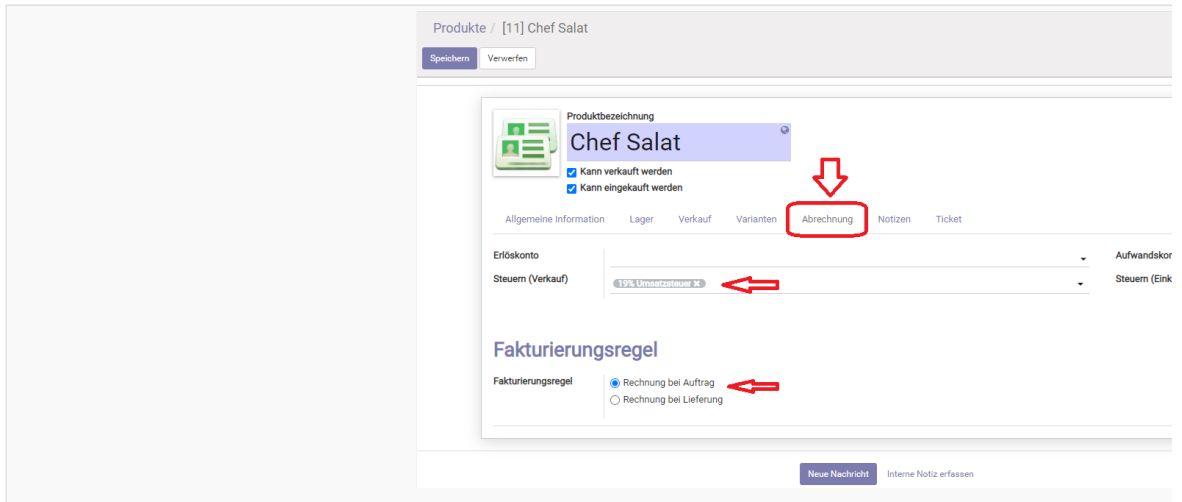 Produkte / [11] Chef Salat
Speichern Verwerfen
Produktbezeichnung
Chef Salat
Kann verkauft werden
Kann eingekauft werden
Allgemeine Information Lager Verkauf Varianten Abrechnung Notizen Ticket
Erlöskonto Aufwandskon
Steuern (Verkauf) 19% Umsatzsteuer x Steuern (Eink
Fakturierungsregel
Fakturierungsregel Rechnung bei Auftrag
Rechnung bei Lieferung
Neue Nachricht Interne Notiz erfassen